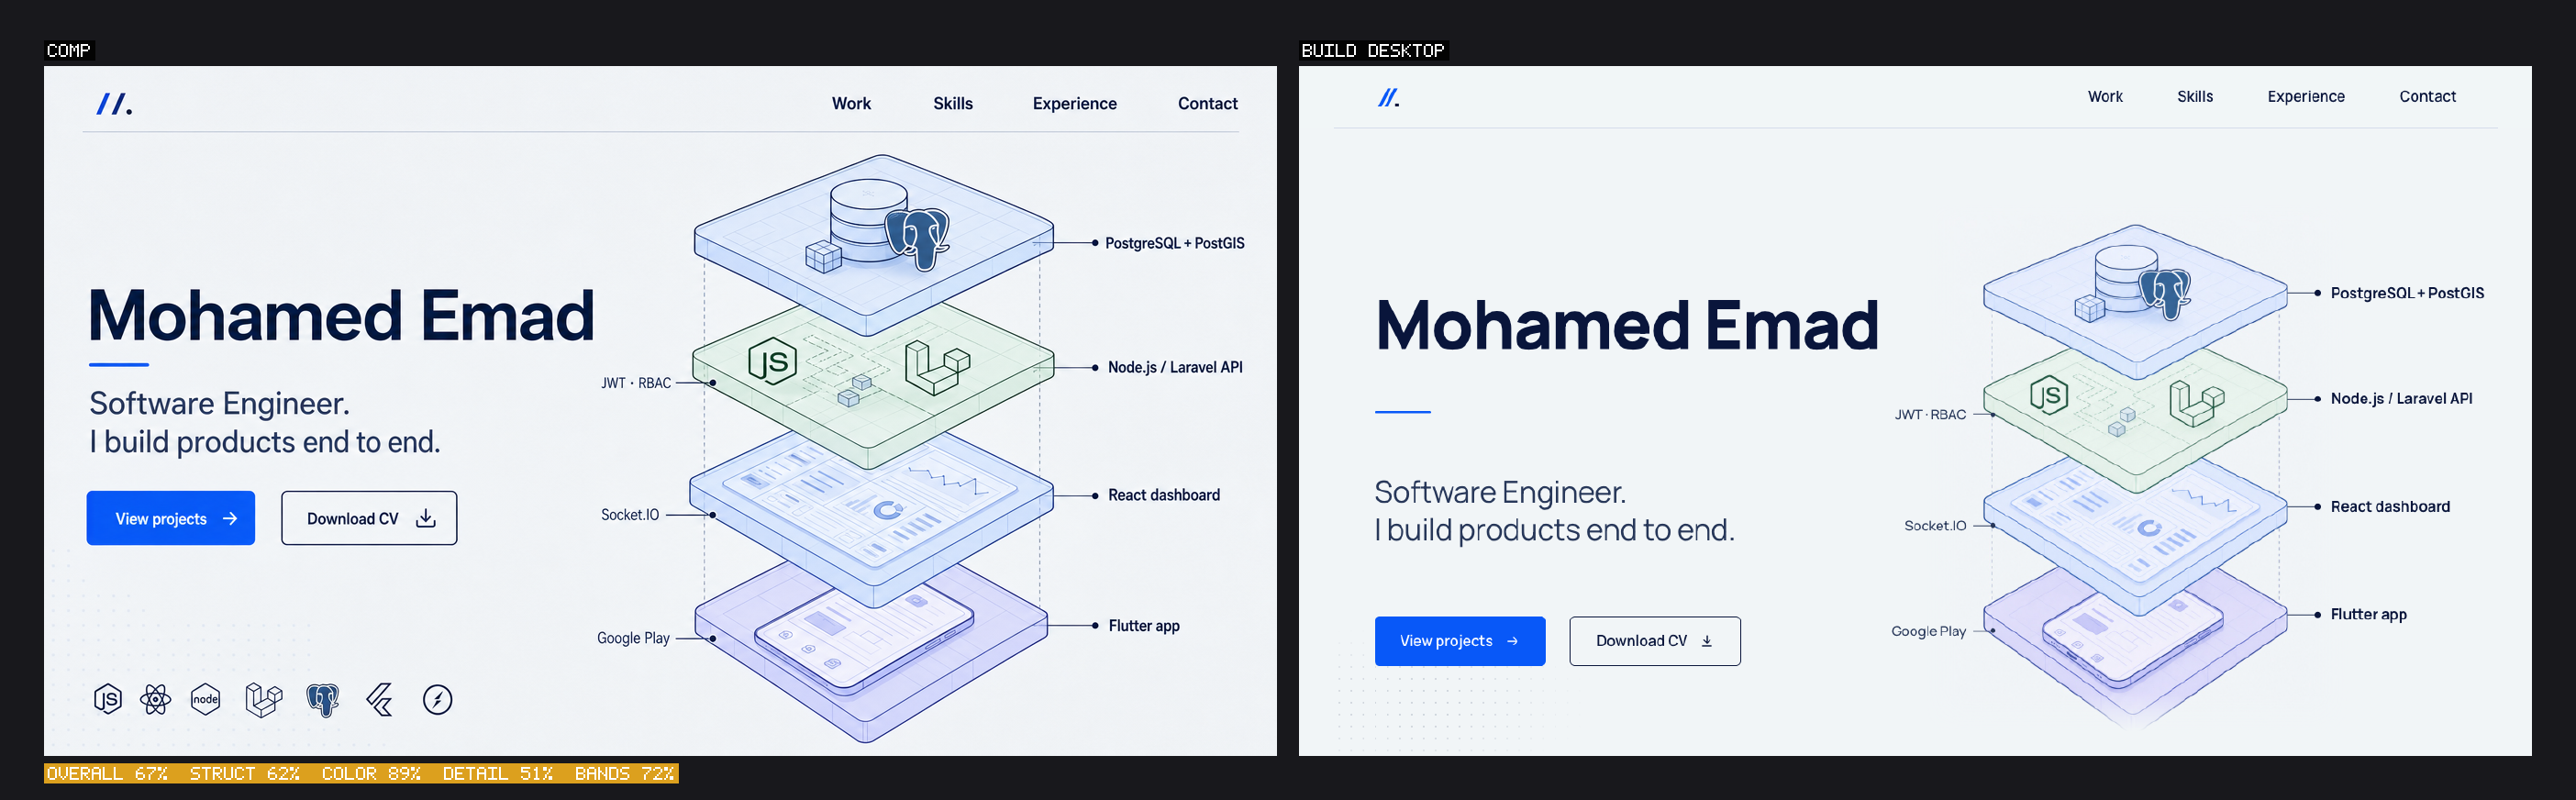 COMP
//.
Work Skills Experience Contact
PostgreSQL + PostGIS
Mohamed Emad
JS
Node.js / Laravel API
JWT · RBAC
Software Engineer.
I build products end to end.
React dashboard
View projects → Download CV
Socket.IO
Flutter app
Google Play
JS node
OVERALL 67% STRUCT 62% COLOR 89% DETAIL 51% BANDS 72%
BUILD DESKTOP
//.
Work Skills Experience Contact
PostgreSQL + PostGIS
Mohamed Emad
JS
Node.js / Laravel API
JWT · RBAC
Software Engineer.
I build products end to end.
React dashboard
Socket.IO
Flutter app
Google Play
View projects → Download CV